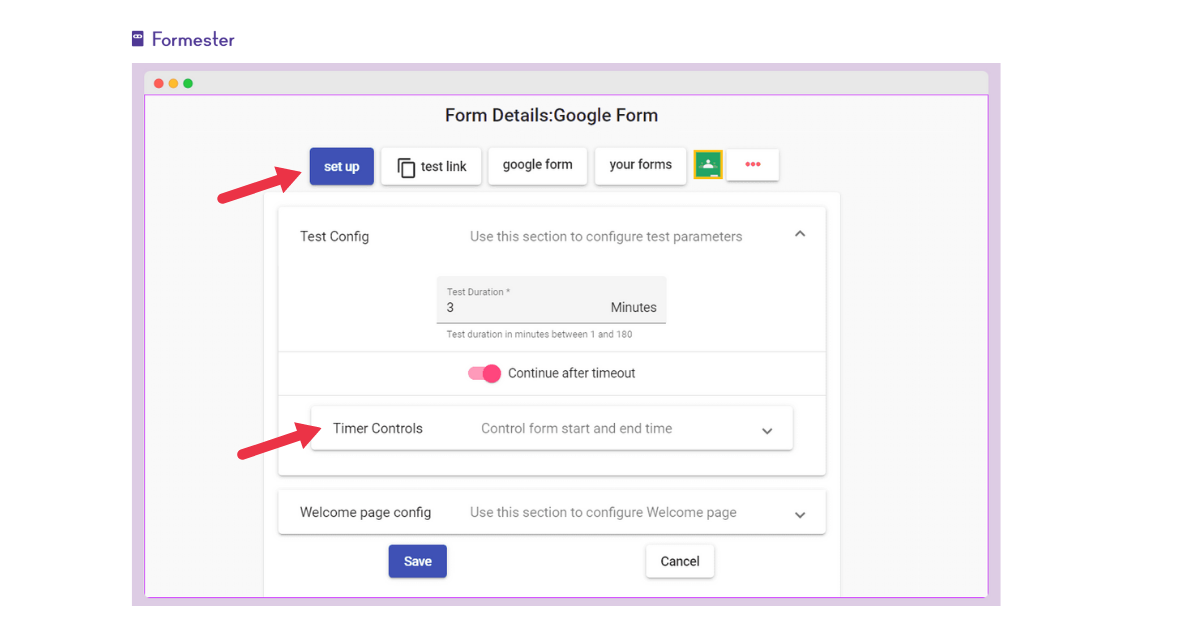 Formester
Form Details:Google Form
set up
test link
google form
your forms
Test Config
Use this section to configure test parameters
Test Duration *
3
Minutes
Test duration in minutes between 1 and 180
Continue after timeout
Timer Controls
Control form start and end time
Welcome page config
Use this section to configure Welcome page
Save
Cancel